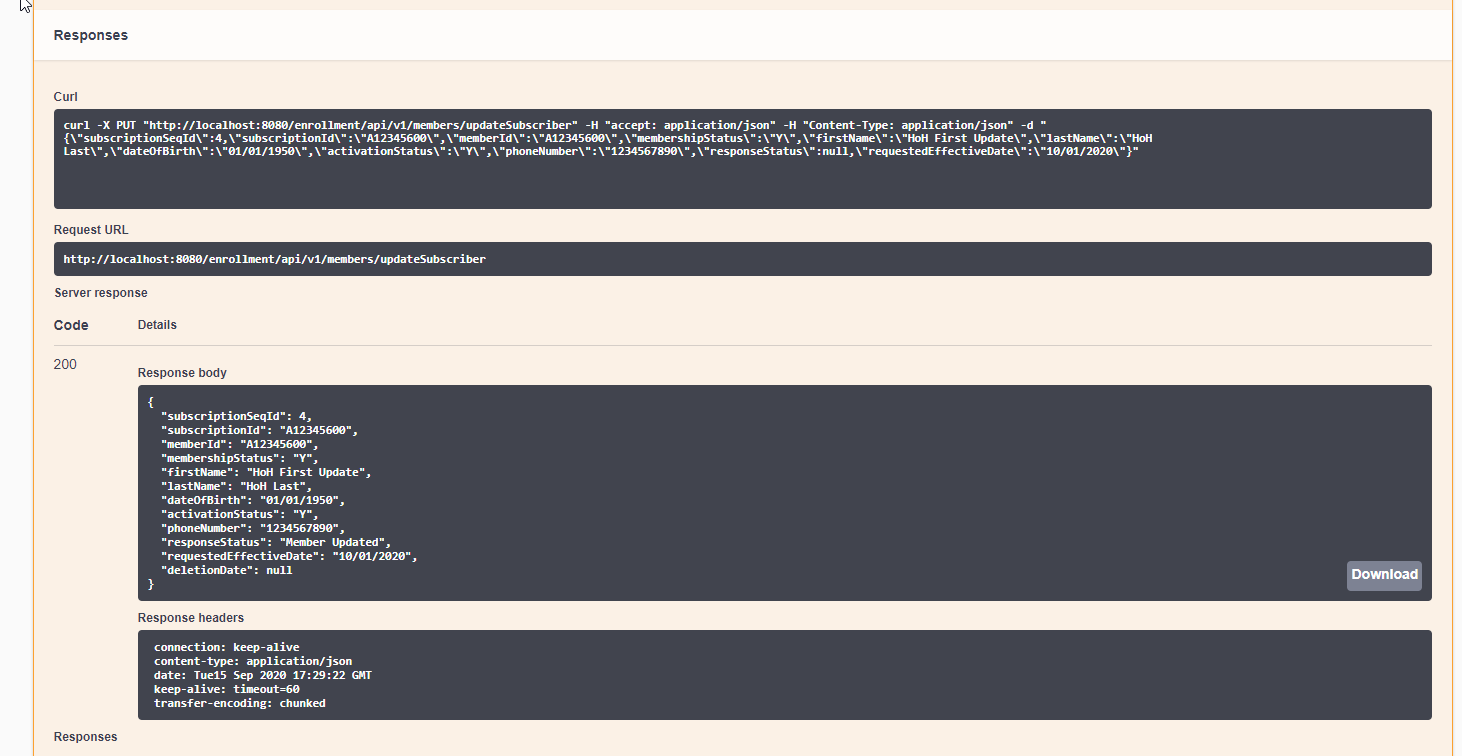 Responses
Curl
curl -X PUT "http://localhost:8080/enrollment/api/v1/members/updateSubscriber" -H "accept: application/json" -H "Content-Type: application/json" -d "
{\"subscriptionSeqId\":4,\"subscriptionId\":\"A12345600\",\"memberId\":\"A12345600\",\"membershipStatus\":\"Y\",\"firstName\":\"HoH First Update\",\"lastName\":\"HoH
Last\",\"dateOfBirth\":\"01/01/1950\",\"activationStatus\":\"Y\",\"phoneNumber\":\"1234567890\",\"responseStatus\":null,\"requestedEffectiveDate\":\"10/01/2020\"}"
Request URL
http://localhost:8080/enrollment/api/v1/members/updateSubscriber
Server response
Code Details
200
Response body
{
"subscriptionSeqId": 4,
"subscriptionId": "A12345600",
"memberId": "A12345600",
"membershipStatus": "Y",
"firstName": "HoH First Update",
"lastName": "HoH Last",
"dateOfBirth": "01/01/1950",
"activationStatus": "Y",
"phoneNumber": "1234567890",
"responseStatus": "Member Updated",
"requestedEffectiveDate": "10/01/2020",
"deletionDate": null
}
Download
Response headers
connection: keep-alive
content-type: application/json
date: Tue15 Sep 2020 17:29:22 GMT
keep-alive: timeout=60
transfer-encoding: chunked
Responses